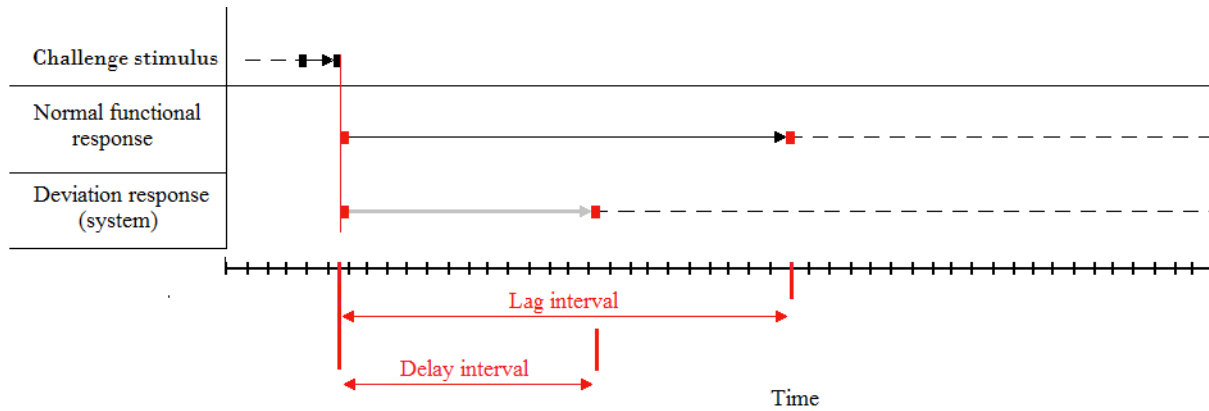 Challenge stimulus
Normal functional
response
Deviation response
(system)
Lag interval
Delay interval
Time